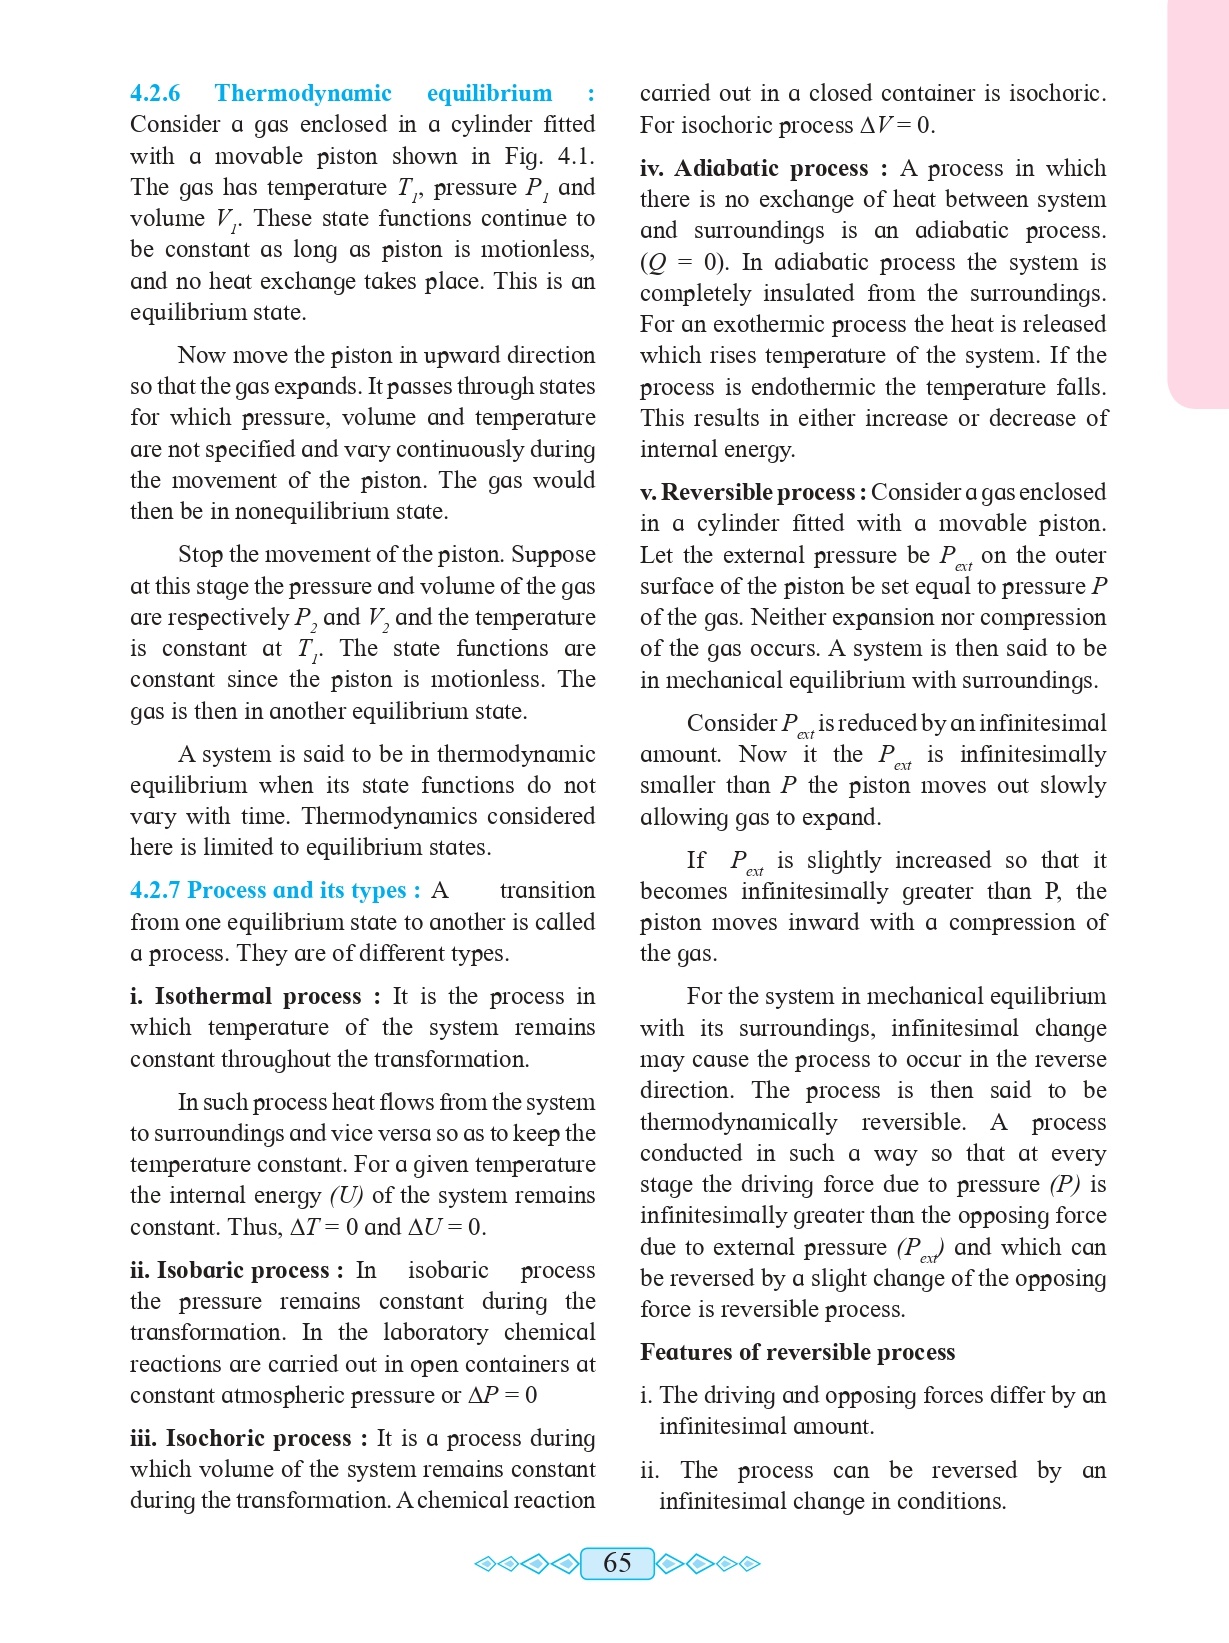 4.2.6 Thermodynamic equilibrium :
Consider a gas enclosed in a cylinder fitted
with a movable piston shown in Fig. 4.1.
The gas has temperature T1, pressure P1 and
volume V1. These state functions continue to
be constant as long as piston is motionless,
and no heat exchange takes place. This is an
equilibrium state.
Now move the piston in upward direction
so that the gas expands. It passes through states
for which pressure, volume and temperature
are not specified and vary continuously during
the movement of the piston. The gas would
then be in nonequilibrium state.
Stop the movement of the piston. Suppose
at this stage the pressure and volume of the gas
are respectively P2 and V2 and the temperature
is constant at T1. The state functions are
constant since the piston is motionless. The
gas is then in another equilibrium state.
A system is said to be in thermodynamic
equilibrium when its state functions do not
vary with time. Thermodynamics considered
here is limited to equilibrium states.
4.2.7 Process and its types : A transition
from one equilibrium state to another is called
a process. They are of different types.
i. Isothermal process : It is the process in
which temperature of the system remains
constant throughout the transformation.
In such process heat flows from the system
to surroundings and vice versa so as to keep the
temperature constant. For a given temperature
the internal energy (U) of the system remains
constant. Thus, ΔT = 0 and ΔU = 0.
ii. Isobaric process : In isobaric process
the pressure remains constant during the
transformation. In the laboratory chemical
reactions are carried out in open containers at
constant atmospheric pressure or ΔP = 0
iii. Isochoric process : It is a process during
which volume of the system remains constant
during the transformation. A chemical reaction
carried out in a closed container is isochoric.
For isochoric process ΔV = 0.
iv. Adiabatic process : A process in which
there is no exchange of heat between system
and surroundings is an adiabatic process.
(Q = 0). In adiabatic process the system is
completely insulated from the surroundings.
For an exothermic process the heat is released
which rises temperature of the system. If the
process is endothermic the temperature falls.
This results in either increase or decrease of
internal energy.
v. Reversible process : Consider a gas enclosed
in a cylinder fitted with a movable piston.
Let the external pressure be Pext on the outer
surface of the piston be set equal to pressure P
of the gas. Neither expansion nor compression
of the gas occurs. A system is then said to be
in mechanical equilibrium with surroundings.
Consider Pext is reduced by an infinitesimal
amount. Now it the Pext is infinitesimally
smaller than P the piston moves out slowly
allowing gas to expand.
If Pext is slightly increased so that it
becomes infinitesimally greater than P, the
piston moves inward with a compression of
the gas.
For the system in mechanical equilibrium
with its surroundings, infinitesimal change
may cause the process to occur in the reverse
direction. The process is then said to be
thermodynamically reversible. A process
conducted in such a way so that at every
stage the driving force due to pressure (P) is
infinitesimally greater than the opposing force
due to external pressure (Pext) and which can
be reversed by a slight change of the opposing
force is reversible process.
Features of reversible process
i. The driving and opposing forces differ by an
infinitesimal amount.
ii. The process can be reversed by an
infinitesimal change in conditions.
65